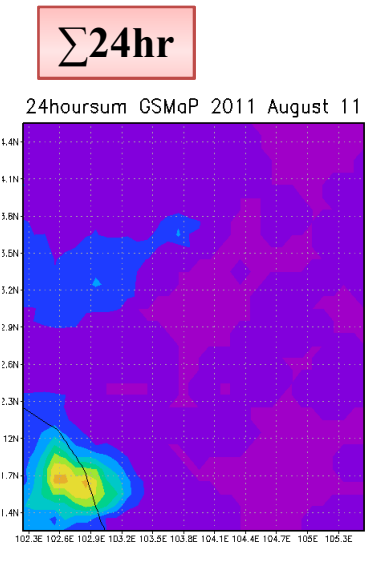 ∑24hr
24hoursum GSMaP 2011 August 11
4.4N
4.1N
3.8N
3.5N
3.2N
2.9N
2.6N
2.3N
1.7N
1.4N
102.3E 102.6E 102.9E 103.2E 103.5E 103.8E 104.1E 104.4E 104.7E 105E 105.3E